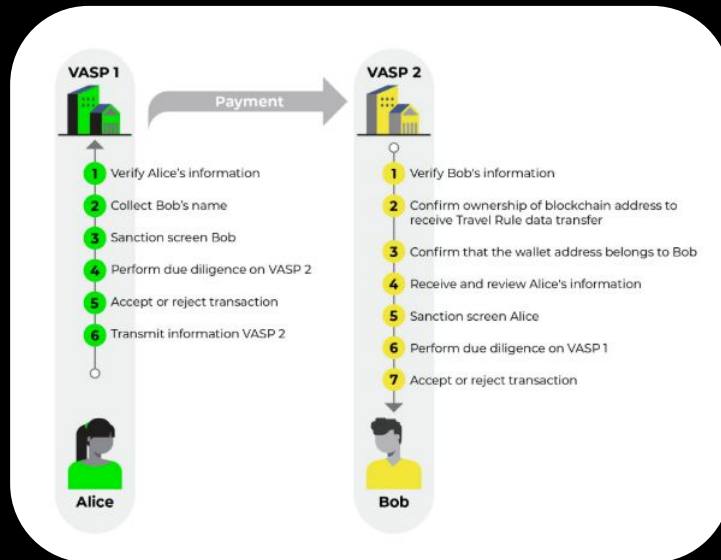 VASP 1
Payment
VASP 2
1 Verify Alice's information
2 Collect Bob's name
3 Sanction screen Bob
4 Perform due diligence on VASP 2
5 Accept or reject transaction
6 Transmit information VASP 2
Alice
1 Verify Bob's information
2 Confirm ownership of blockchain address to
receive Travel Rule data transfer
3 Confirm that the wallet address belongs to Bob
4 Receive and review Alice's information
5 Sanction screen Alice
6 Perform due diligence on VASP 1
7 Accept or reject transaction
Bob